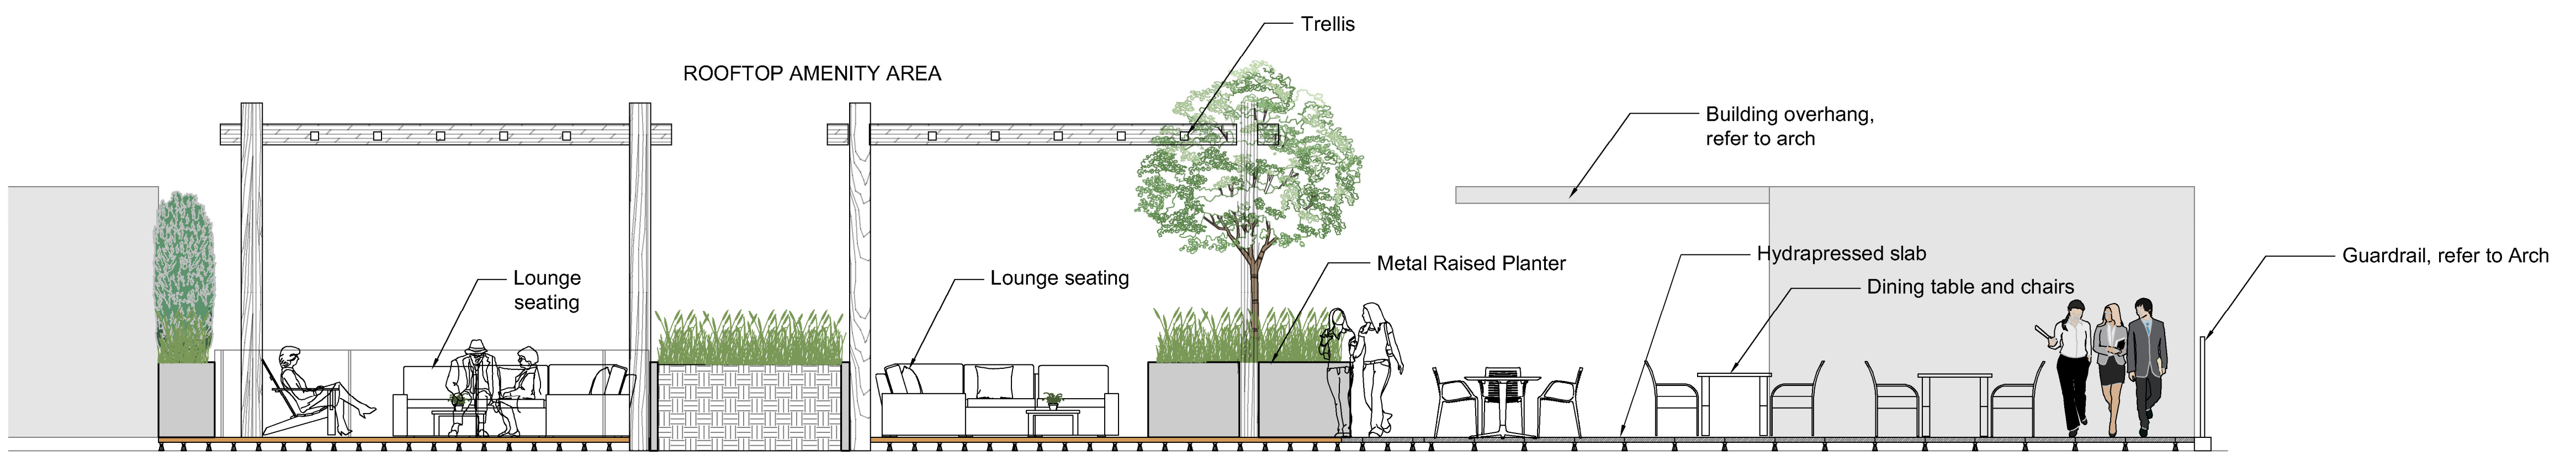 Trellis
ROOFTOP AMENITY AREA
Building overhang,
refer to arch
Lounge
seating
Lounge seating
Metal Raised Planter
Hydrapressed slab
Dining table and chairs
Guardrail, refer to Arch